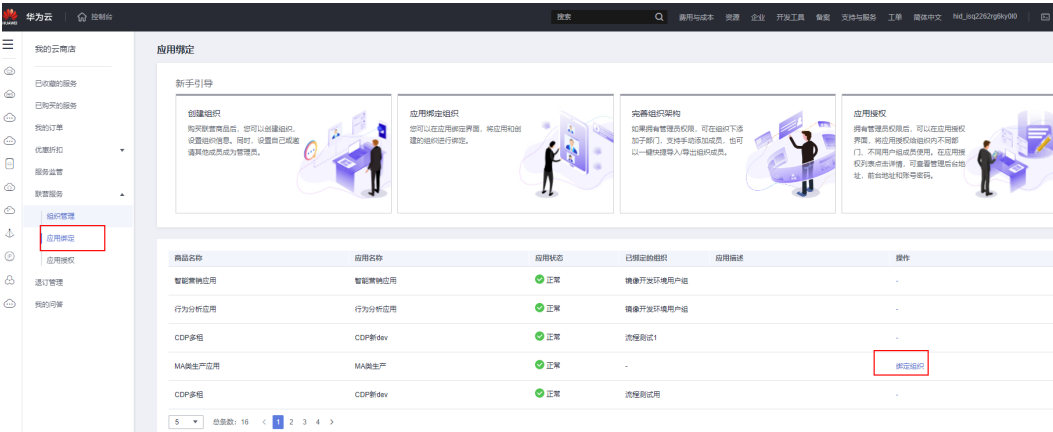 HUAWEI
华为云 控制台 搜索 费用与成本 资源 企业 开发工具 备案 支持与服务 工单 简体中文 hid_isq2262rg6ky0l0
我的云商店
已收藏的服务
已购买的服务
我的订单
优惠折扣
服务监管
联营服务
组织管理
应用绑定
应用授权
退订管理
我的问答
应用绑定
新手引导
创建组织
购买联营商品后，您可以创建组织，
设置组织信息。同时，设置自己或邀
请其他成员成为管理员。
应用绑定组织
您可以在应用绑定界面，将应用和创
建的组织进行绑定。
完善组织架构
如果拥有管理员权限，可在组织下添
加子部门，支持手动添加成员，也可
以一键快捷导入/导出组织成员。
应用授权
拥有管理员权限后，可以在应用授权
界面，将应用授权给组织内不同部
门、不同用户组成员使用。在应用授
权列表点击详情，可查看管理后台地
址，前台地址和账号密码。
商品名称 应用名称 应用状态 已绑定的组织 应用描述 操作
智能营销应用 智能营销应用 正常 镜像开发环境用户组 -
行为分析应用 行为分析应用 正常 镜像开发环境用户组 -
CDP多租 CDP新dev 正常 流程测试1 -
MA类生产应用 MA类生产 正常 - 绑定组织
CDP多租 CDP新dev 正常 流程测试用 -
5 总条数：16 < 1 2 3 4 >